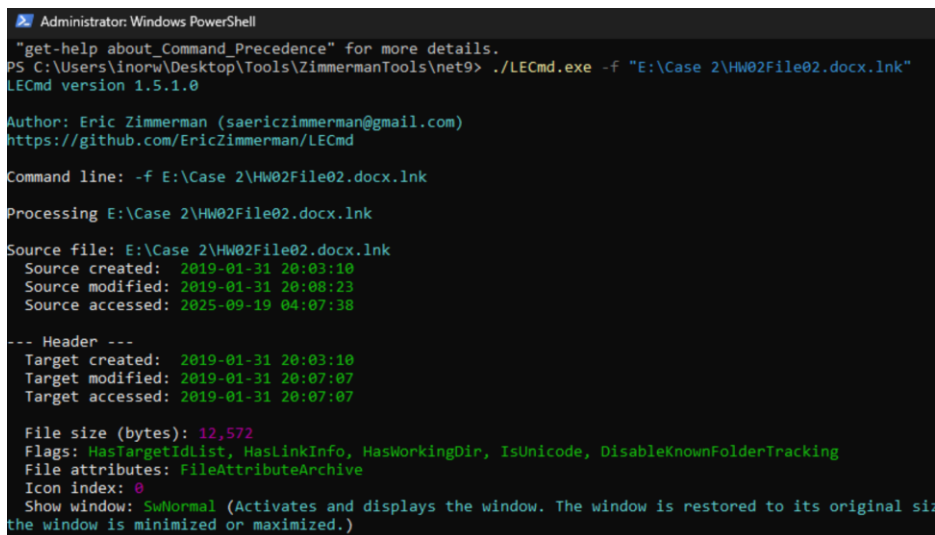 Administrator: Windows PowerShell
"get-help about_Command_Precedence" for more details.
PS C:\Users\inorw\Desktop\Tools\ZimmermanTools\net9> ./LECmd.exe -f "E:\Case 2\HW02File02.docx.lnk"
LECmd version 1.5.1.0
Author: Eric Zimmerman (saericzimmerman@gmail.com)
https://github.com/EricZimmerman/LECmd
Command line: -f E:\Case 2\HW02File02.docx.lnk
Processing E:\Case 2\HW02File02.docx.lnk
Source file: E:\Case 2\HW02File02.docx.lnk
Source created: 2019-01-31 20:03:10
Source modified: 2019-01-31 20:08:23
Source accessed: 2025-09-19 04:07:38
--- Header ---
Target created: 2019-01-31 20:03:10
Target modified: 2019-01-31 20:07:07
Target accessed: 2019-01-31 20:07:07
File size (bytes): 12,572
Flags: HasTargetIdList, HasLinkInfo, HasWorkingDir, IsUnicode, DisableKnownFolderTracking
File attributes: FileAttributeArchive
Icon index: 0
Show window: SwNormal (Activates and displays the window. The window is restored to its original
the window is minimized or maximized.)